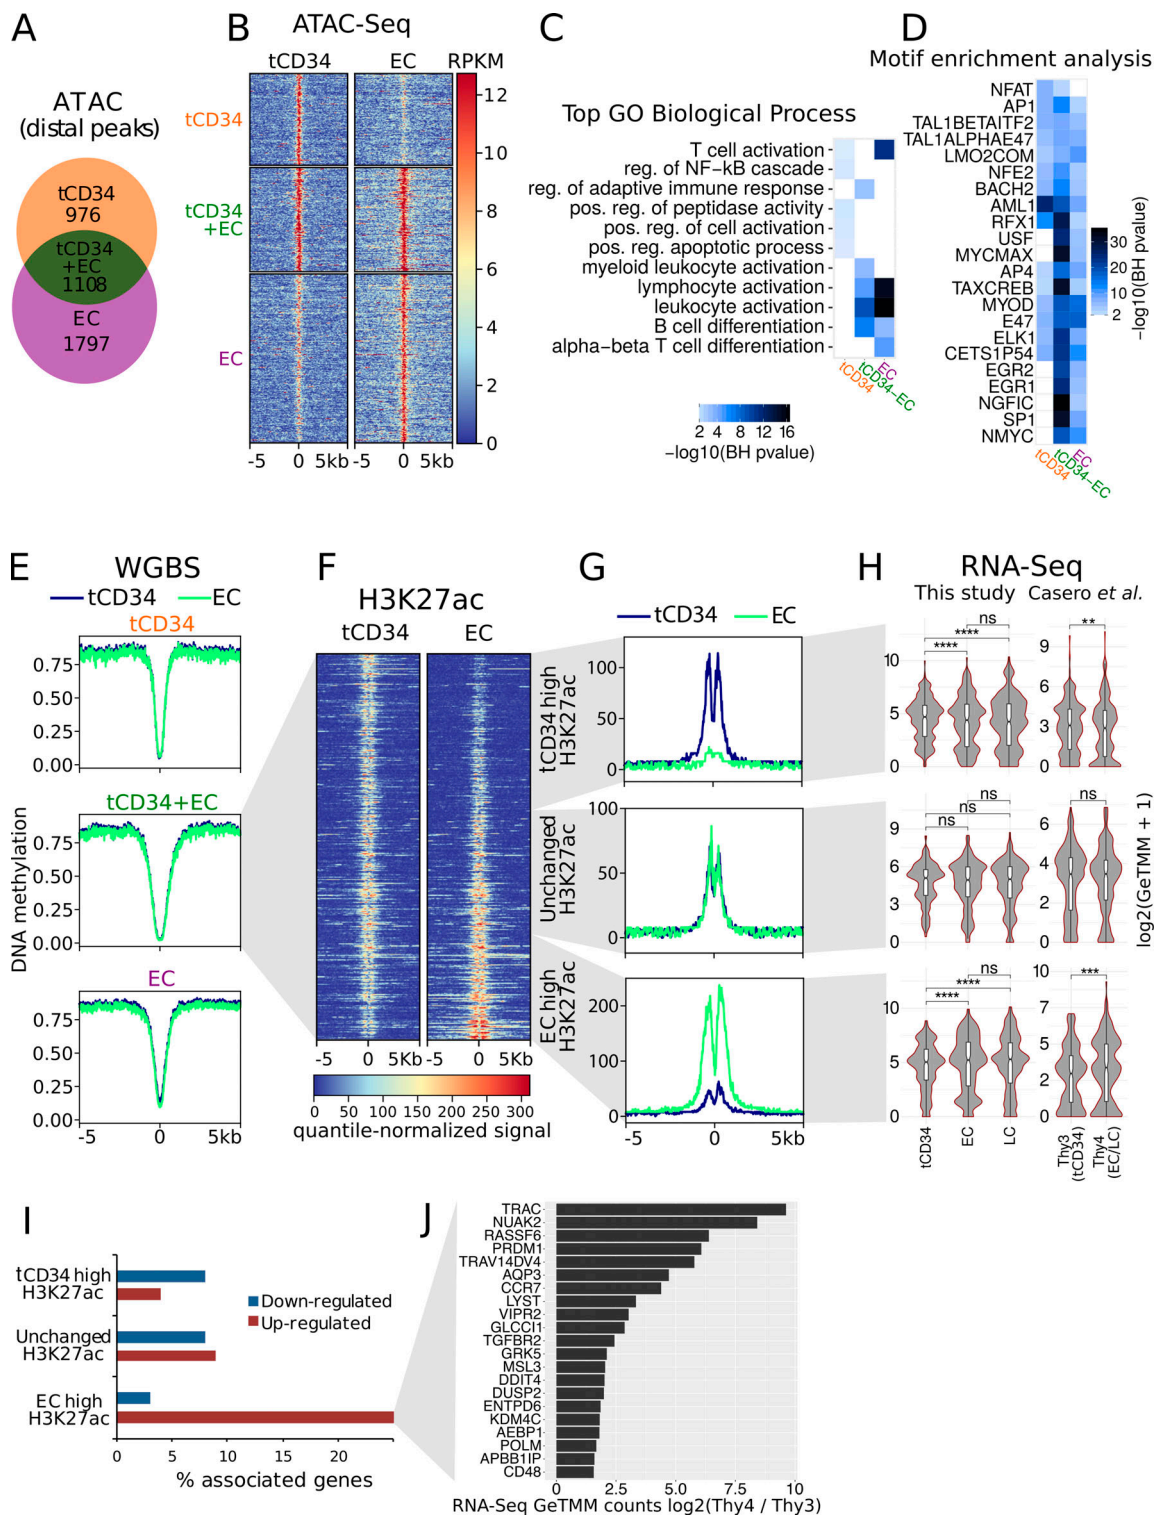 A
ATAC
(distal peaks)
tCD34
976
tCD34
+EC
1108
EC
1797
B
ATAC-Seq
tCD34
EC
RPKM
tCD34
tCD34
+EC
EC
12
10
8
6
4
2
0
-5 0 5kb
-5 0 5kb
C
Top GO Biological Process
T cell activation
reg. of NF−kB cascade
reg. of adaptive immune response
pos. reg. of peptidase activity
pos. reg. of cell activation
pos. reg. apoptotic process
myeloid leukocyte activation
lymphocyte activation
leukocyte activation
B cell differentiation
alpha−beta T cell differentiation
tCD34
tCD34−EC
EC
2 4 8 12 16
−log10(BH pvalue)
D
Motif enrichment analysis
NFAT
AP1
TAL1BETAITF2
TAL1ALPHAE47
LMO2COM
NFE2
BACH2
AML1
RFX1
USF
MYCMAX
AP4
TAXCREB
MYOD
E47
ELK1
CETS1P54
EGR2
EGR1
NGFIC
SP1
NMYC
tCD34
tCD34−EC
EC
30
20
10
2
−log10(BH pvalue)
E
WGBS
tCD34 EC
tCD34
0.75
0.50
0.25
0.00
tCD34+EC
0.75
0.50
0.25
0.00
EC
0.75
0.50
0.25
0.00
-5 0 5kb
DNA methylation
F
H3K27ac
tCD34
EC
-5 0 5Kb
-5 0 5Kb
0 50 100 150 200 250 300
quantile-normalized signal
G
tCD34 EC
tCD34 high
H3K27ac
100
50
0
Unchanged
H3K27ac
100
50
0
EC high
H3K27ac
200
100
0
-5 0 5kb
H
RNA-Seq
This study Casero et al.
ns
****
****
10
5
0
**
9
6
3
0
ns
ns
ns
9
6
3
0
ns
6
4
2
0
ns
****
****
10
5
0
***
10
7
5
2
0
log2(GeTMM + 1)
tCD34
EC
LC
Thy3
(tCD34)
Thy4
(EC/LC)
I
tCD34 high
H3K27ac
Unchanged
H3K27ac
EC high
H3K27ac
Down-regulated
Up-regulated
0 5 10 15 20
% associated genes
J
TRAC
NUAK2
RASSF6
PRDM1
TRAV14DV4
AQP3
CCR7
LYST
VIPR2
GLCCI1
TGFBR2
GRK5
MSL3
DDIT4
DUSP2
ENTPD6
KDM4C
AEBP1
POLM
APBB1IP
CD48
0 2.5 5.0 7.5 10
RNA-Seq GeTMM counts log2(Thy4 / Thy3)